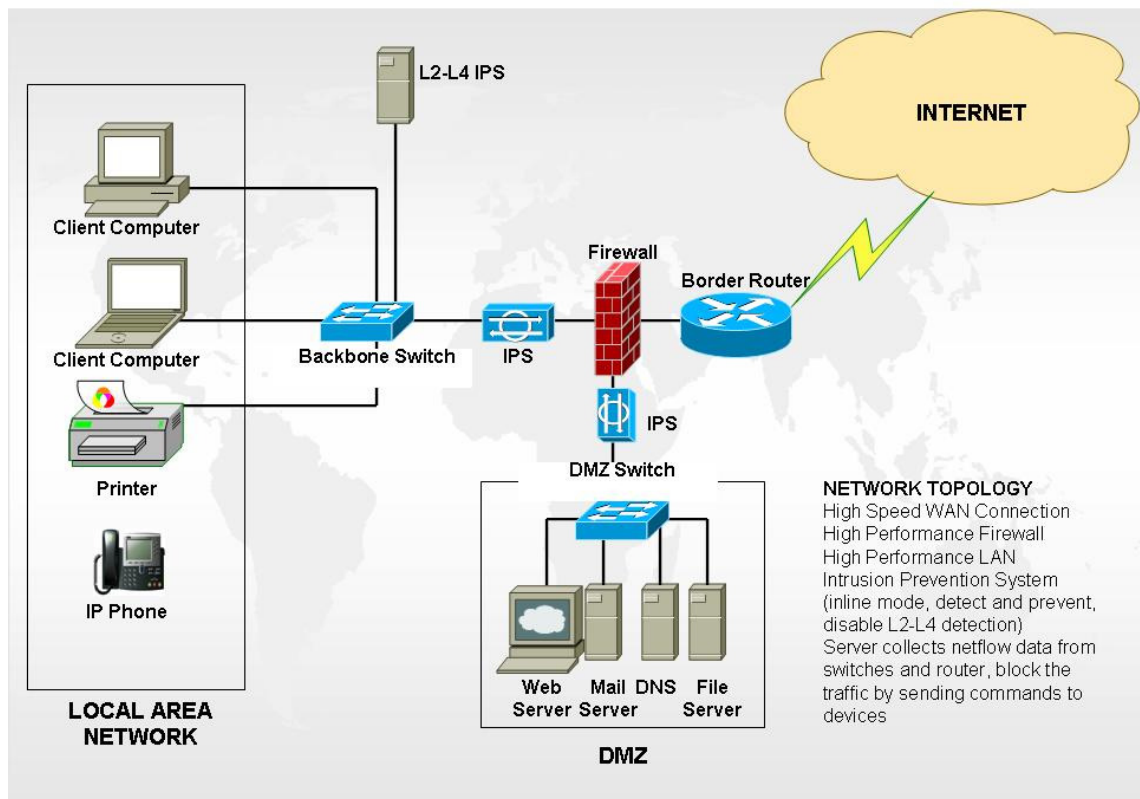 L2-L4 IPS
INTERNET
Client Computer
Firewall
Border Router
Client Computer
Backbone Switch
IPS
IPS
DMZ Switch
Printer
IP Phone
NETWORK TOPOLOGY
High Speed WAN Connection
High Performance Firewall
High Performance LAN
Intrusion Prevention System
(inline mode, detect and prevent,
disable L2-L4 detection)
Server collects netflow data from
switches and router, block the
traffic by sending commands to
devices
Web
Server
Mail
Server
DNS
File
Server
LOCAL AREA
NETWORK
DMZ